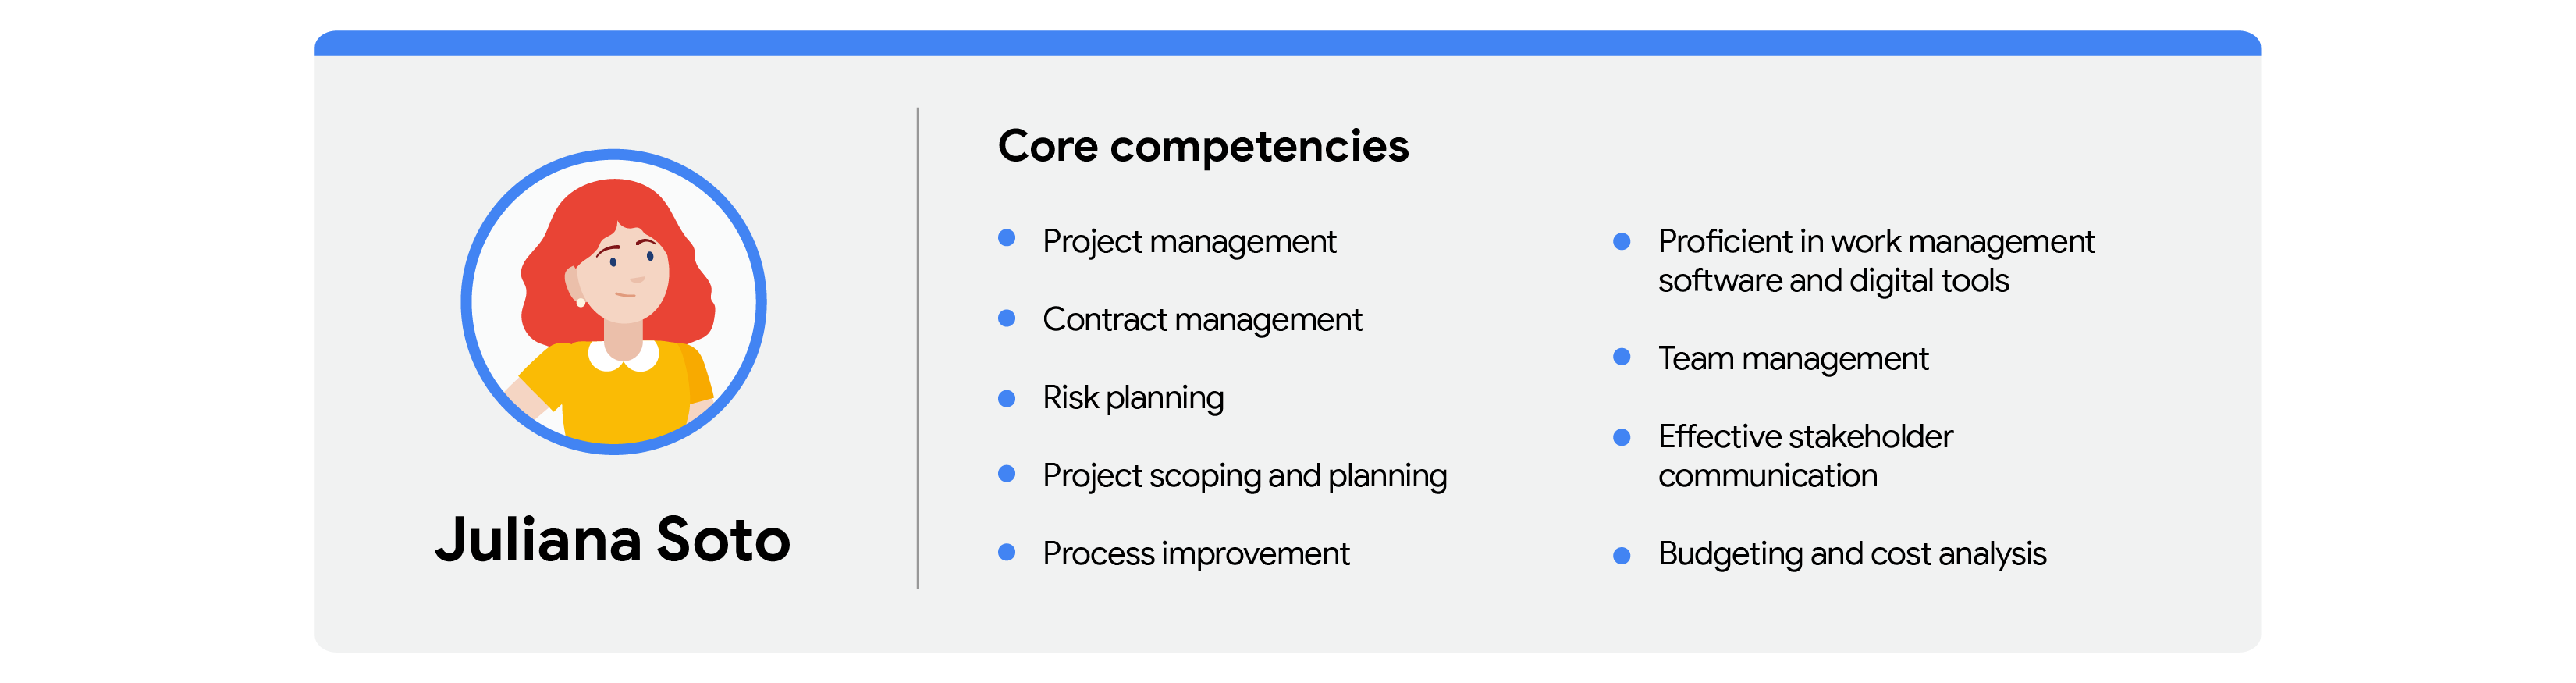 Juliana Soto
Core competencies
Project management
Contract management
Risk planning
Project scoping and planning
Process improvement
Proficient in work management
software and digital tools
Team management
Effective stakeholder
communication
Budgeting and cost analysis